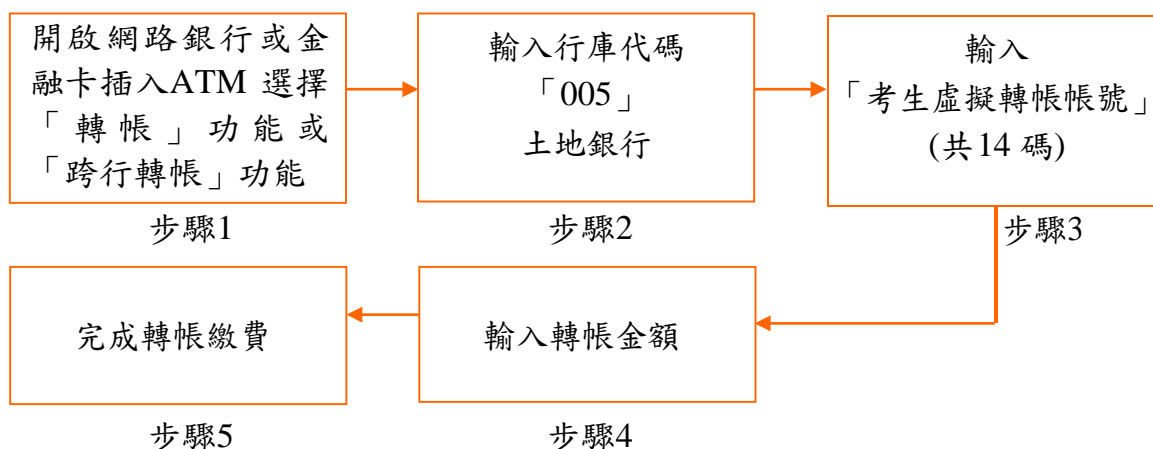 開啟網路銀行或金
融卡插入ATM 選擇
「轉帳」功能或
「跨行轉帳」功能
步驟1
輸入行庫代碼
「005」
土地銀行
步驟2
輸入
「考生虛擬轉帳帳號」
(共14 碼)
步驟3
輸入轉帳金額
步驟4
完成轉帳繳費
步驟5